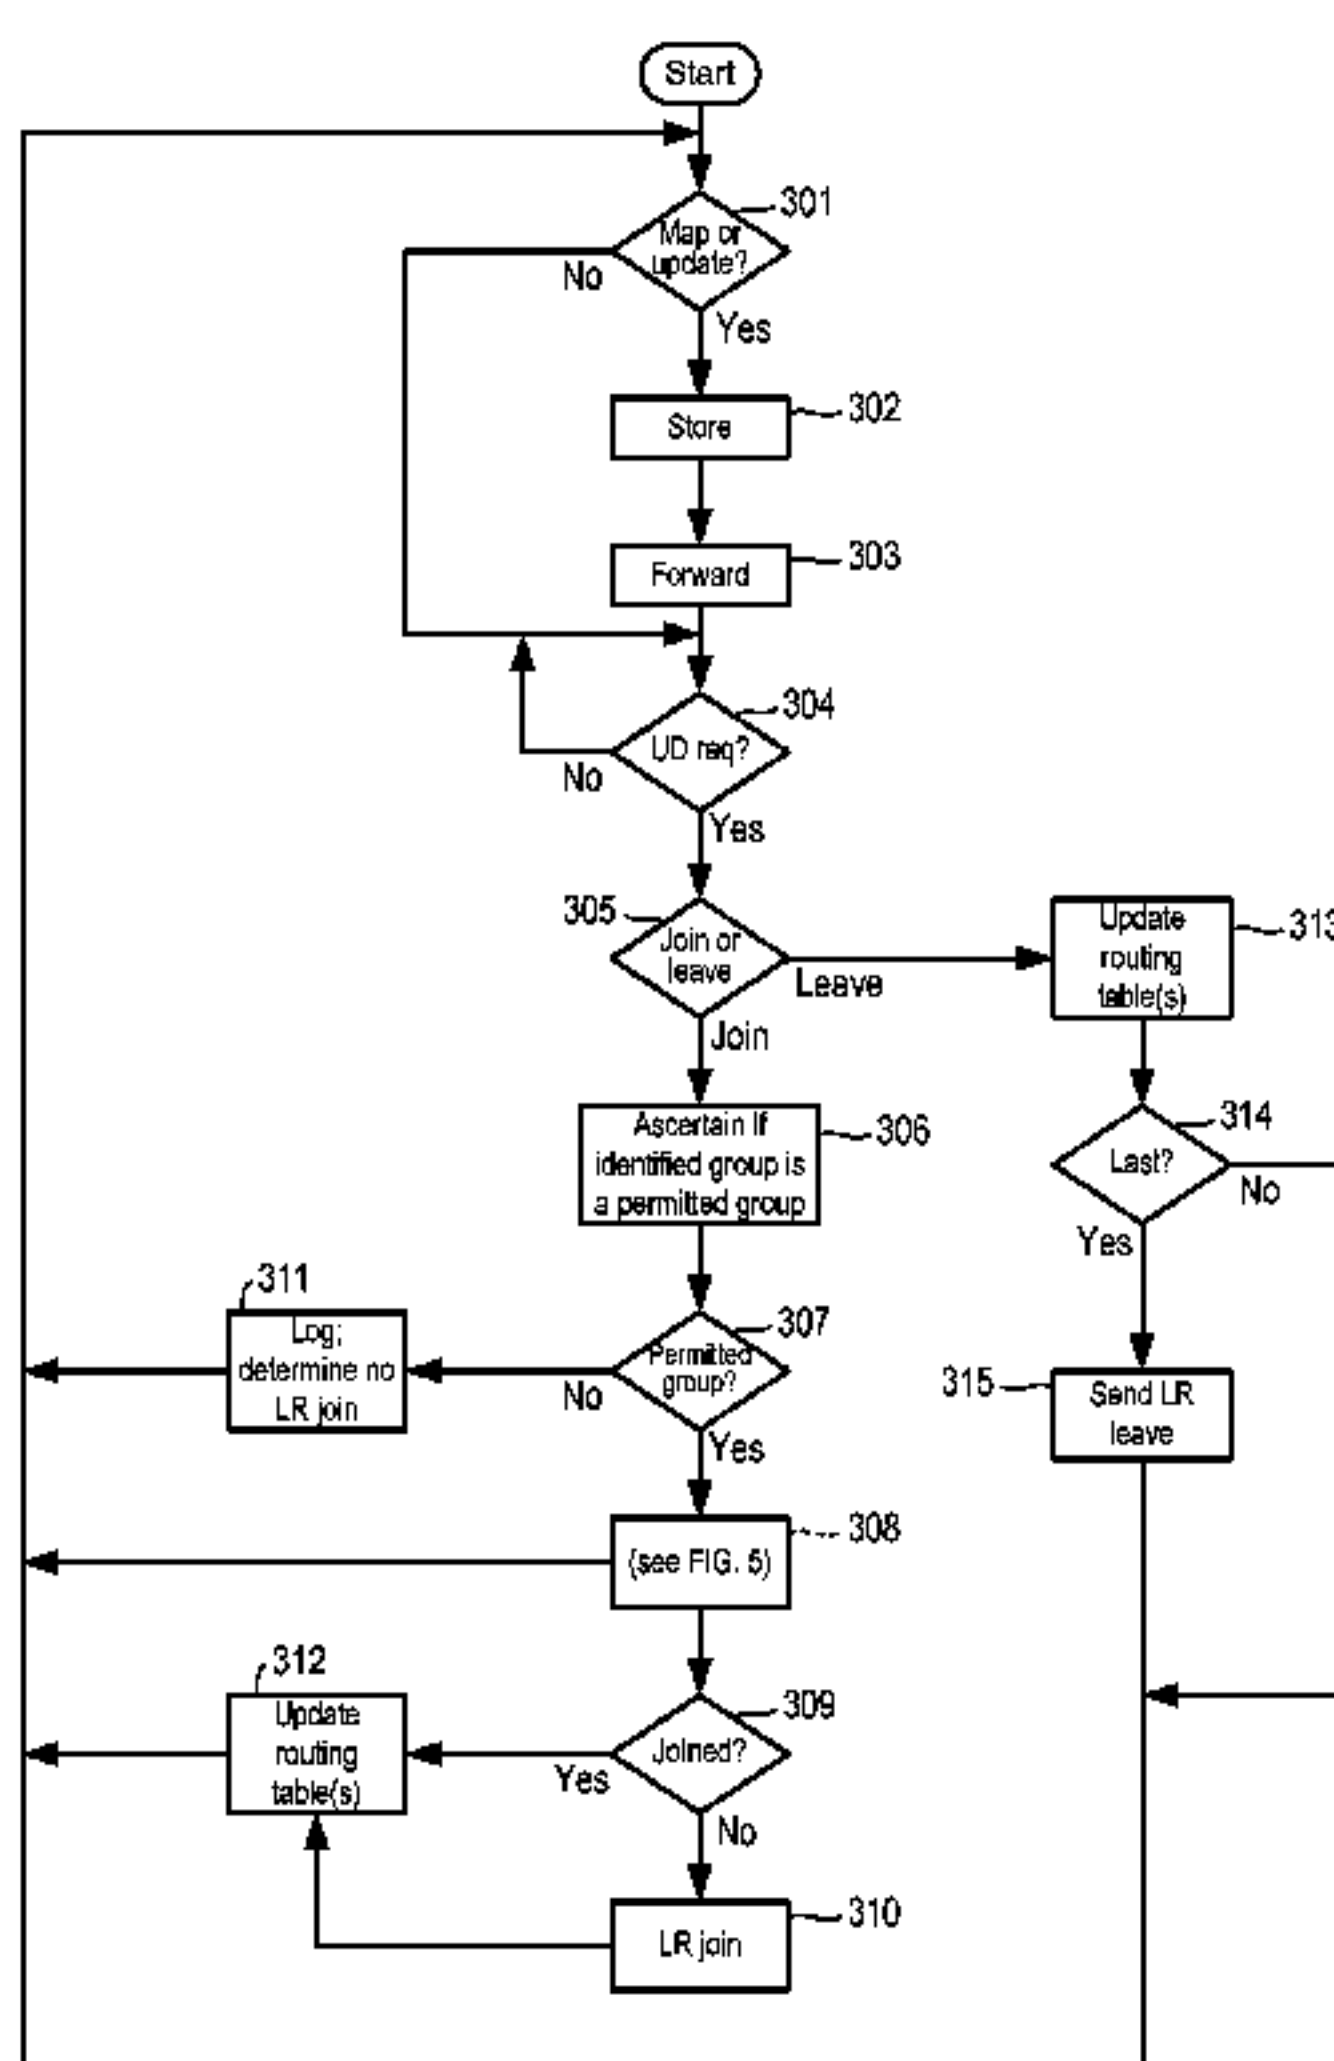 Start
301
Map or
update?
No
Yes
302
Store
303
Forward
304
UD req?
No
Yes
305
Join or
leave
Leave
Join
313
Update
routing
table(s)
306
Ascertain If
identified group is
a permitted group
314
Last?
No
Yes
311
Log;
determine no
LR join
307
Permitted
group?
No
Yes
315
Send LR
leave
308
(see FIG. 5)
312
Update
routing
table(s)
309
Joined?
Yes
No
310
LR join